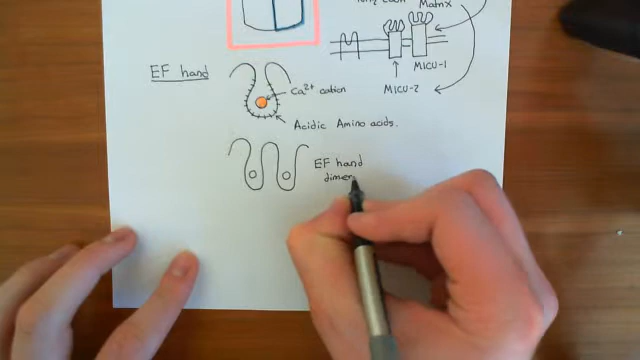 Matrix
MICU-1
MICU-2
EF hand
Ca²⁺ cation
Acidic Amino acids.
EF hand
dimer